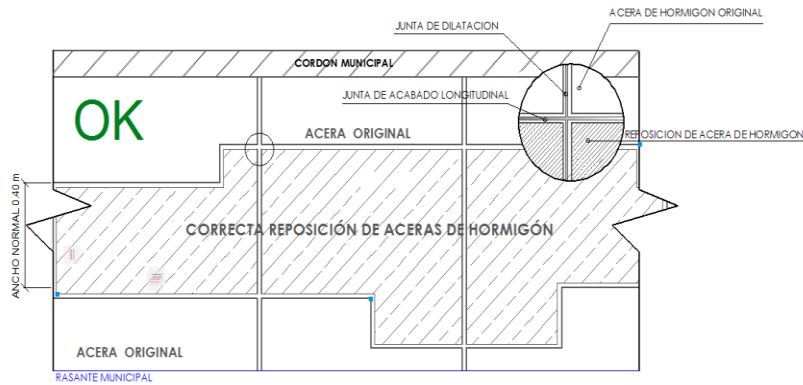 ACERA DE HORMIGON ORIGINAL
JUNTA DE DILATACION
CORDON MUNICIPAL
JUNTA DE ACABADO LONGITUDINAL
OK
ACERA ORIGINAL
REPOSICION DE ACERA DE HORMIGON
ANCHO NORMAL 0.40 m
CORRECTA REPOSICIÓN DE ACERAS DE HORMIGÓN
ACERA ORIGINAL
RASANTE MUNICIPAL